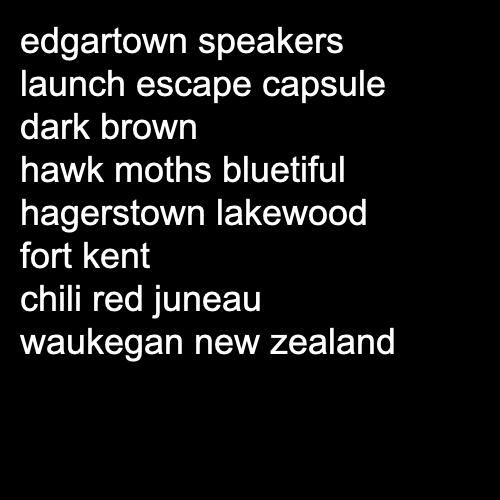 edgartown speakers
launch escape capsule
dark brown
hawk moths bluetiful
hagerstown lakewood
fort kent
chili red juneau
waukegan new zealand